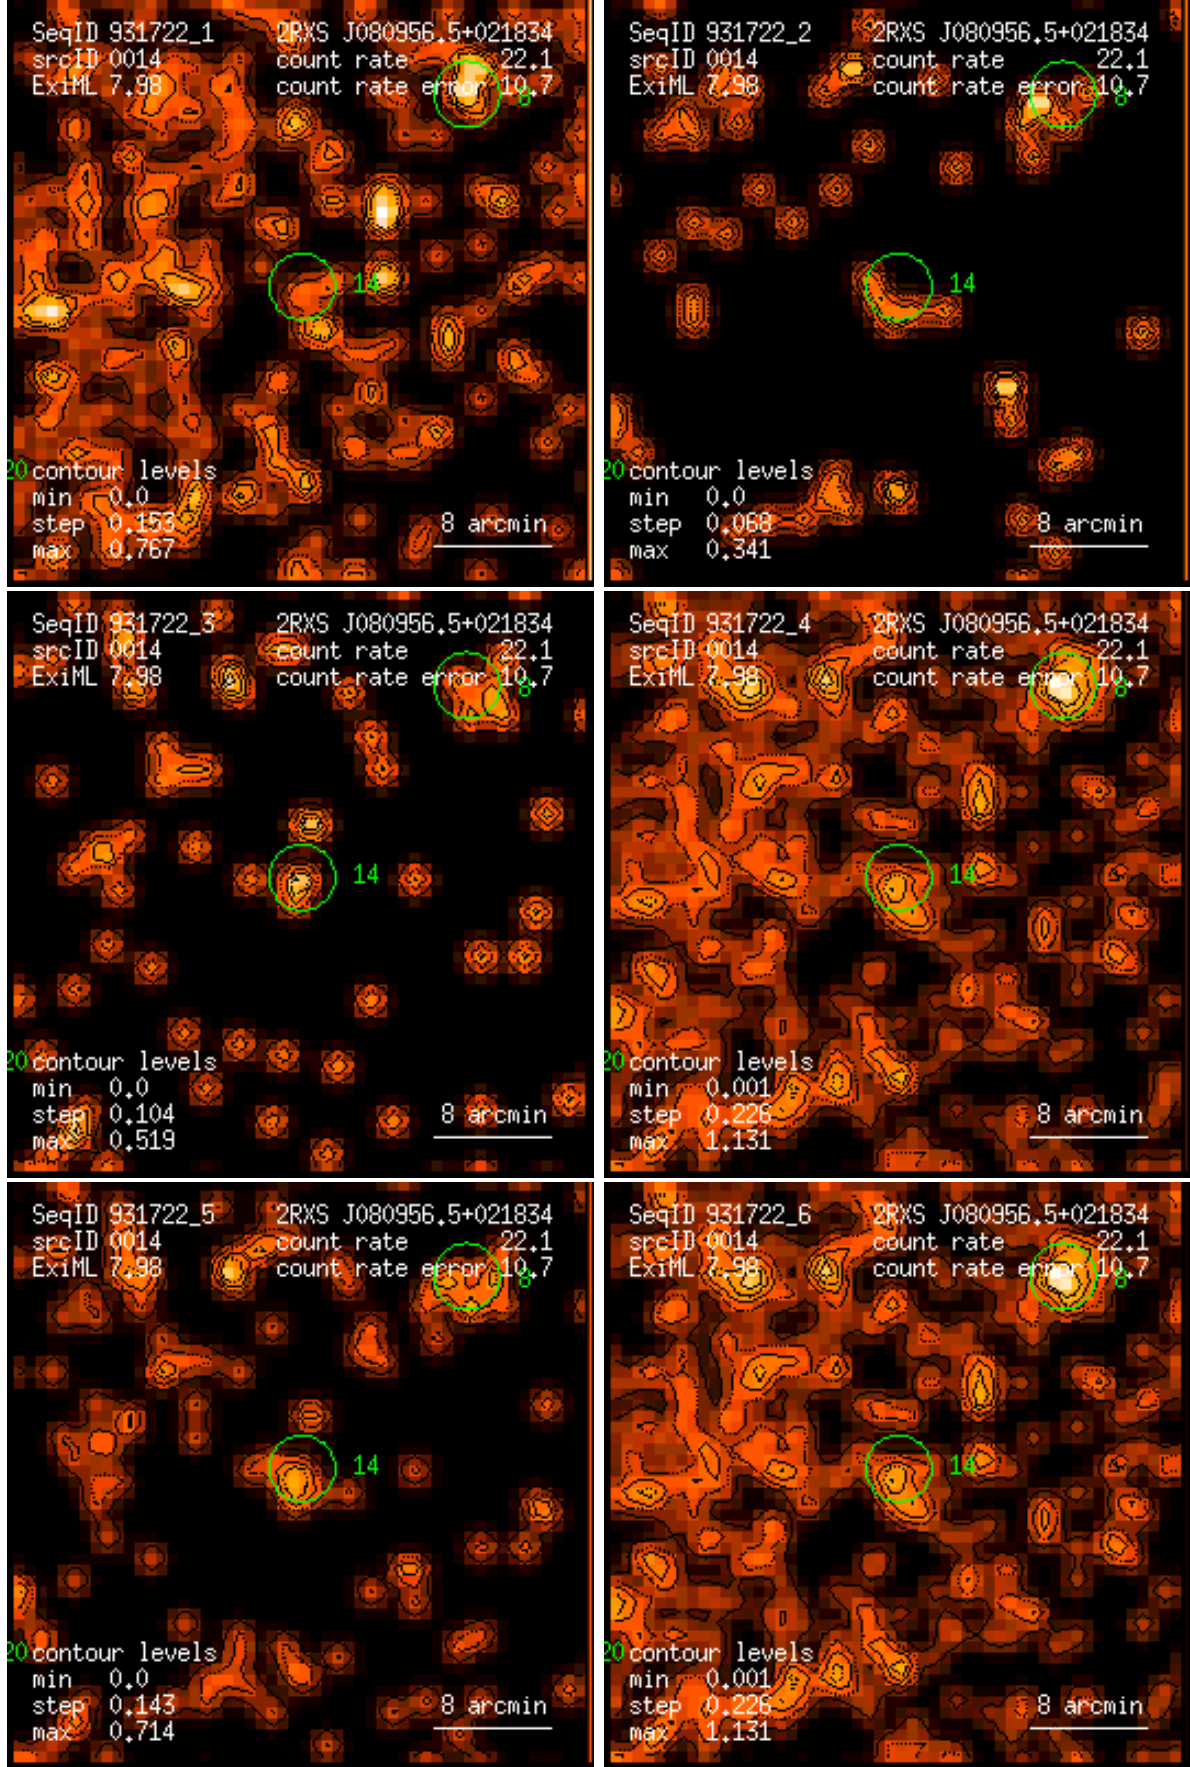 SeqID 931722_1 2RXS J080956.5+021834
srcID 0014 count rate 22.1
ExiML 7.98 count rate error 10.7
8
14
20 contour levels
min 0.0
step 0.153 8 arcmin
max 0.767
SeqID 931722_2 2RXS J080956.5+021834
srcID 0014 count rate 22.1
ExiML 7.98 count rate error 10.7
8
14
20 contour levels
min 0.0
step 0.068 8 arcmin
max 0.341
SeqID 931722_3 2RXS J080956.5+021834
srcID 0014 count rate 22.1
ExiML 7.98 count rate error 10.7
8
14
20 contour levels
min 0.0
step 0.104 8 arcmin
max 0.519
SeqID 931722_4 2RXS J080956.5+021834
srcID 0014 count rate 22.1
ExiML 7.98 count rate error 10.7
8
14
20 contour levels
min 0.001
step 0.226 8 arcmin
max 1.131
SeqID 931722_5 2RXS J080956.5+021834
srcID 0014 count rate 22.1
ExiML 7.98 count rate error 10.7
8
14
20 contour levels
min 0.0
step 0.143 8 arcmin
max 0.714
SeqID 931722_6 2RXS J080956.5+021834
srcID 0014 count rate 22.1
ExiML 7.98 count rate error 10.7
8
14
20 contour levels
min 0.001
step 0.226 8 arcmin
max 1.131